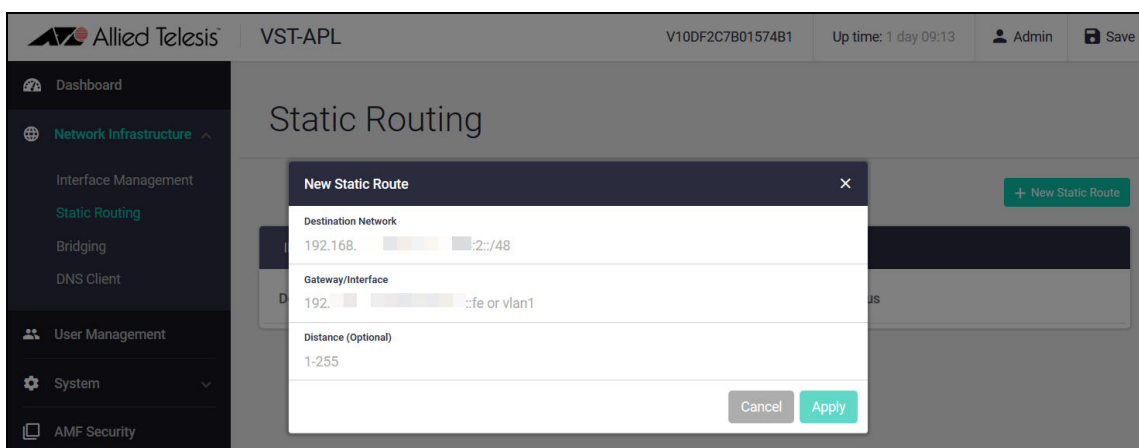 Allied Telesis
VST-APL
V10DF2C7B01574B1
Up time: 1 day 09:13
Admin
Save
Dashboard
Network Infrastructure
Interface Management
Static Routing
Bridging
DNS Client
User Management
System
AMF Security
Static Routing
+ New Static Route
New Static Route
Destination Network
192.168. :2::/48
Gateway/Interface
192. ::fe or vlan1
Distance (Optional)
1-255
Cancel
Apply